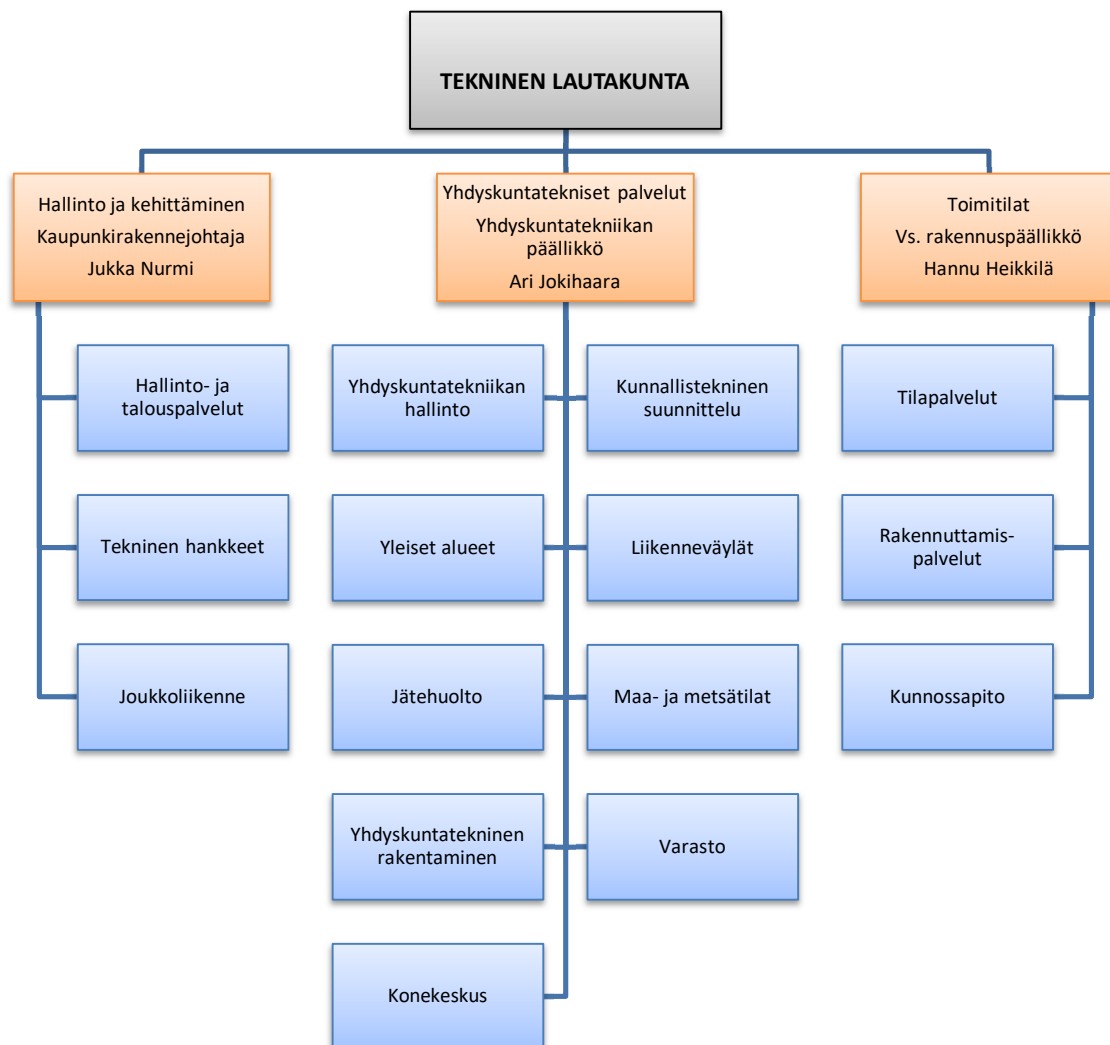 TEKNINEN LAUTAKUNTA
Hallinto ja kehittäminen
Kaupunkirakennejohtaja
Jukka Nurmi
Yhdyskuntatekniset palvelut
Yhdyskuntatekniikan
päällikkö
Ari Jokihaara
Toimitilat
Vs. rakennuspäällikkö
Hannu Heikkilä
Hallinto- ja
talouspalvelut
Tekninen hankkeet
Joukkoliikenne
Yhdyskuntatekniikan
hallinto
Kunnallistekninen
suunnittelu
Yleiset alueet
Liikenneväylät
Jätehuolto
Maa- ja metsätilat
Yhdyskuntatekninen
rakentaminen
Varasto
Konekeskus
Tilapalvelut
Rakennuttamis-
palvelut
Kunnossapito